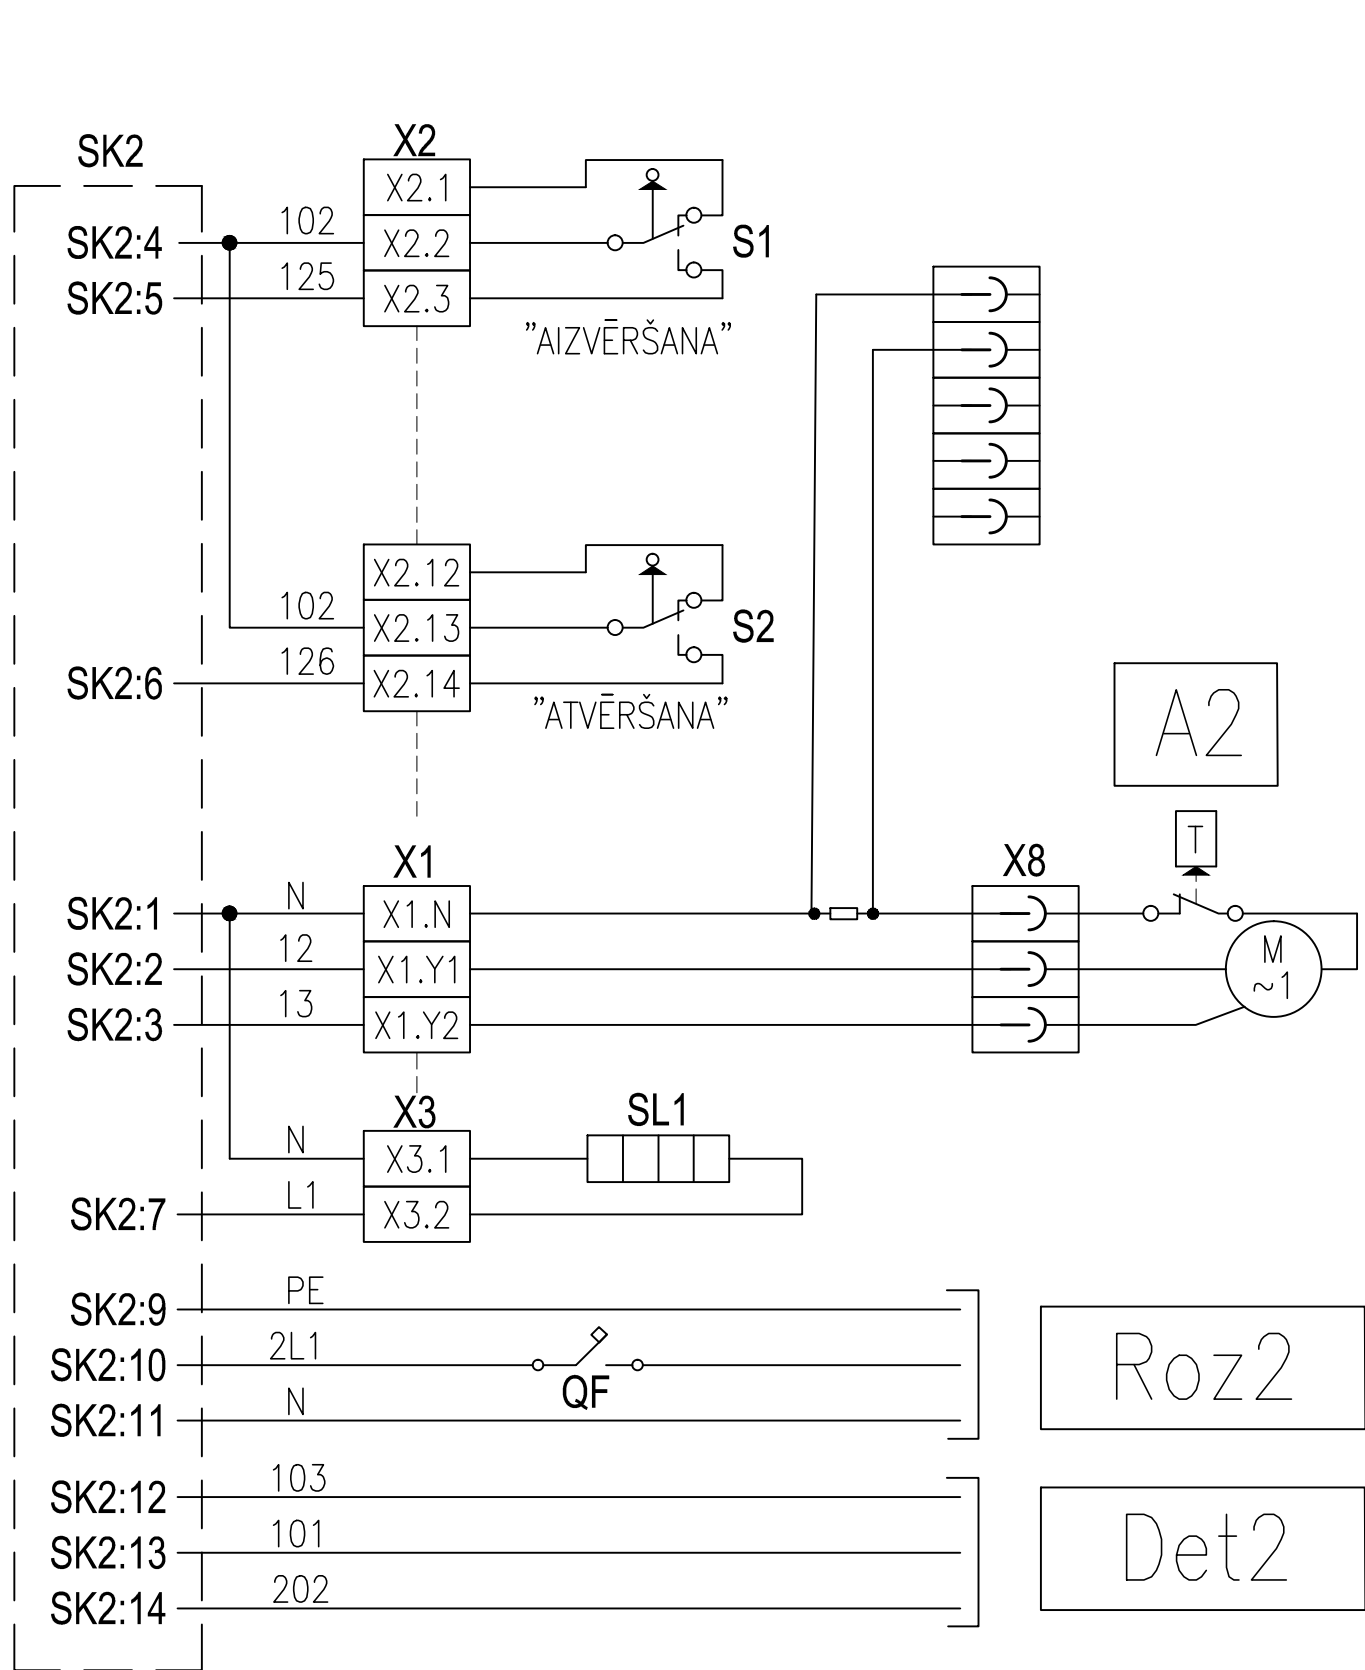 SK2
X2
X2.1
SK2:4
102
X2.2
S1
SK2:5
125
X2.3
"AIZVĒRŠANA"
X2.12
102
X2.13
S2
SK2:6
126
X2.14
"ATVĒRŠANA"
A2
T
X1
X8
SK2:1
N
X1.N
SK2:2
12
X1.Y1
M
~1
SK2:3
13
X1.Y2
X3
SL1
N
X3.1
SK2:7
L1
X3.2
SK2:9
PE
SK2:10
2L1
QF
Roz2
SK2:11
N
SK2:12
103
SK2:13
101
Det2
SK2:14
202